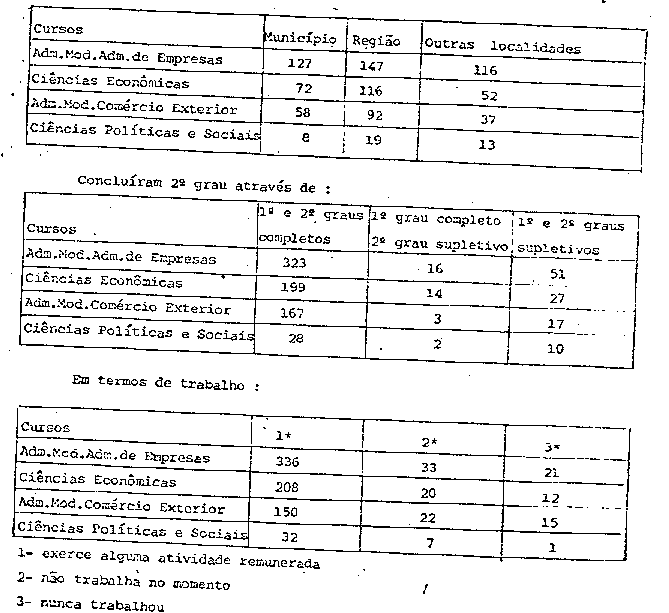 Cursos Município Região Outras localidades
Adm.Mod.Adm.de Empresas 127 147 116
Ciências Econômicas 72 116 52
Adm.Mod.Comércio Exterior 58 92 37
Ciências Políticas e Sociais 8 19 13
Concluíram 2º grau através de :
1º e 2º graus 1º grau completo 1º e 2º graus
Cursos completos 2º grau supletivo supletivos
Adm.Mod.Adm.de Empresas 323 16 51
Ciências Econômicas 199 14 27
Adm.Mod.Comércio Exterior 167 3 17
Ciências Políticas e Sociais 28 2 10
Em termos de trabalho :
Cursos 1* 2* 3*
Adm.Mod.Adm.de Empresas 336 33 21
Ciências Econômicas 208 20 12
Adm.Mod.Comércio Exterior 150 22 15
Ciências Políticas e Sociais 32 7 1
1- exerce alguma atividade remunerada
2- não trabalha no momento
3- nunca trabalhou